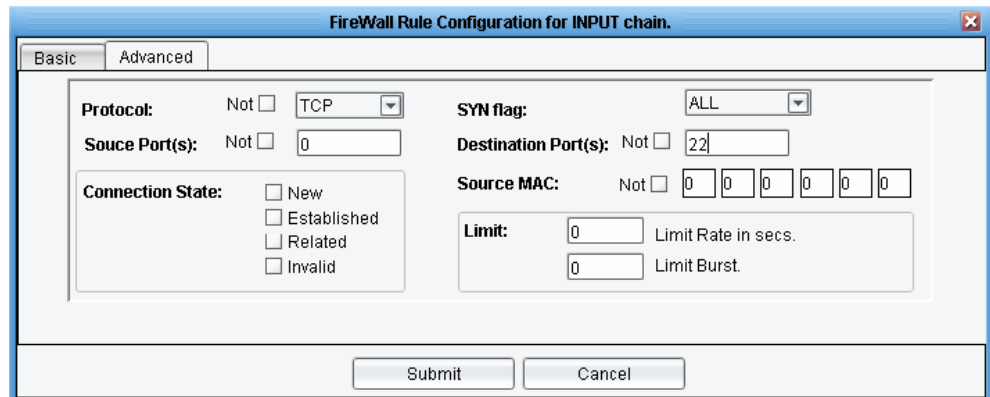 FireWall Rule Configuration for INPUT chain.
Basic Advanced
Protocol: Not TCP SYN flag: ALL
Souce Port(s): Not 0 Destination Port(s): Not 22
Connection State: New Source MAC: Not 0 0 0 0 0 0
Established
Limit: 0 Limit Rate in secs.
Related
Invalid 0 Limit Burst.
Submit Cancel